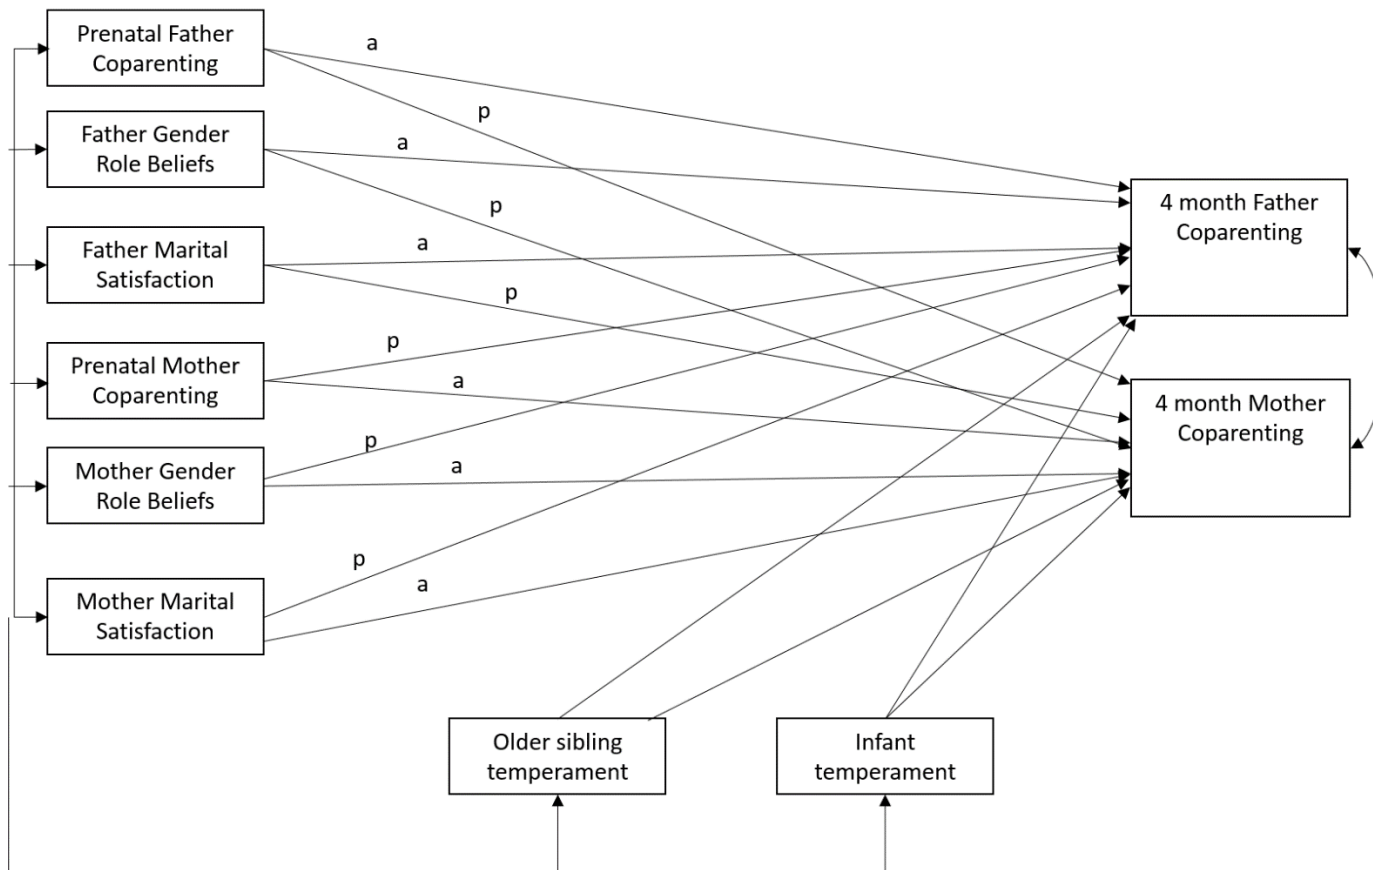 Prenatal Father
Coparenting
a
p
Father Gender
Role Beliefs
a
p
Father Marital
Satisfaction
a
p
Prenatal Mother
Coparenting
p
a
Mother Gender
Role Beliefs
p
a
Mother Marital
Satisfaction
p
a
4 month Father
Coparenting
4 month Mother
Coparenting
Older sibling
temperament
Infant
temperament